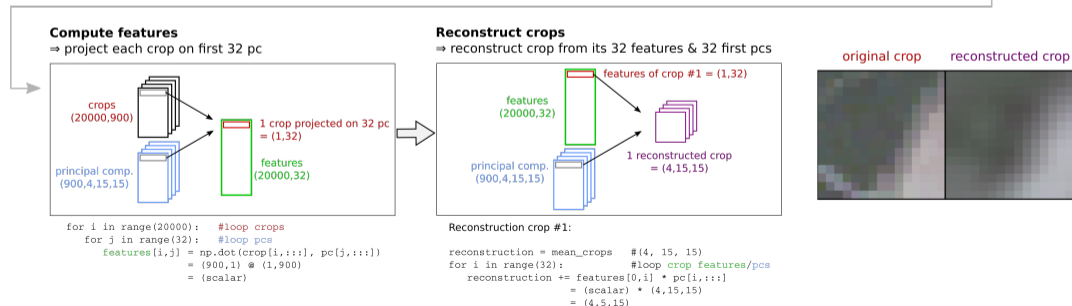 Compute features
⇒ project each crop on first 32 pc
crops
(20000,900)
1 crop projected on 32 pc
= (1,32)
principal comp.
(900,4,15,15)
features
(20000,32)
for i in range(20000): #loop crops
for j in range(32): #loop pcs
features[i,j] = np.dot(crop[i,:::], pc[j,:::])
= (900,1) @ (1,900)
= (scalar)
Reconstruct crops
⇒ reconstruct crop from its 32 features & 32 first pcs
features of crop #1 = (1,32)
features
(20000,32)
principal comp.
(900,4,15,15)
1 reconstructed crop
= (4,15,15)
Reconstruction crop #1:
reconstruction = mean_crops #(4, 15, 15)
for i in range(32): #loop crop features/pcs
reconstruction += features[0,i] * pc[i,:::]
= (scalar) * (4,15,15)
= (4,5,15)
original crop
reconstructed crop